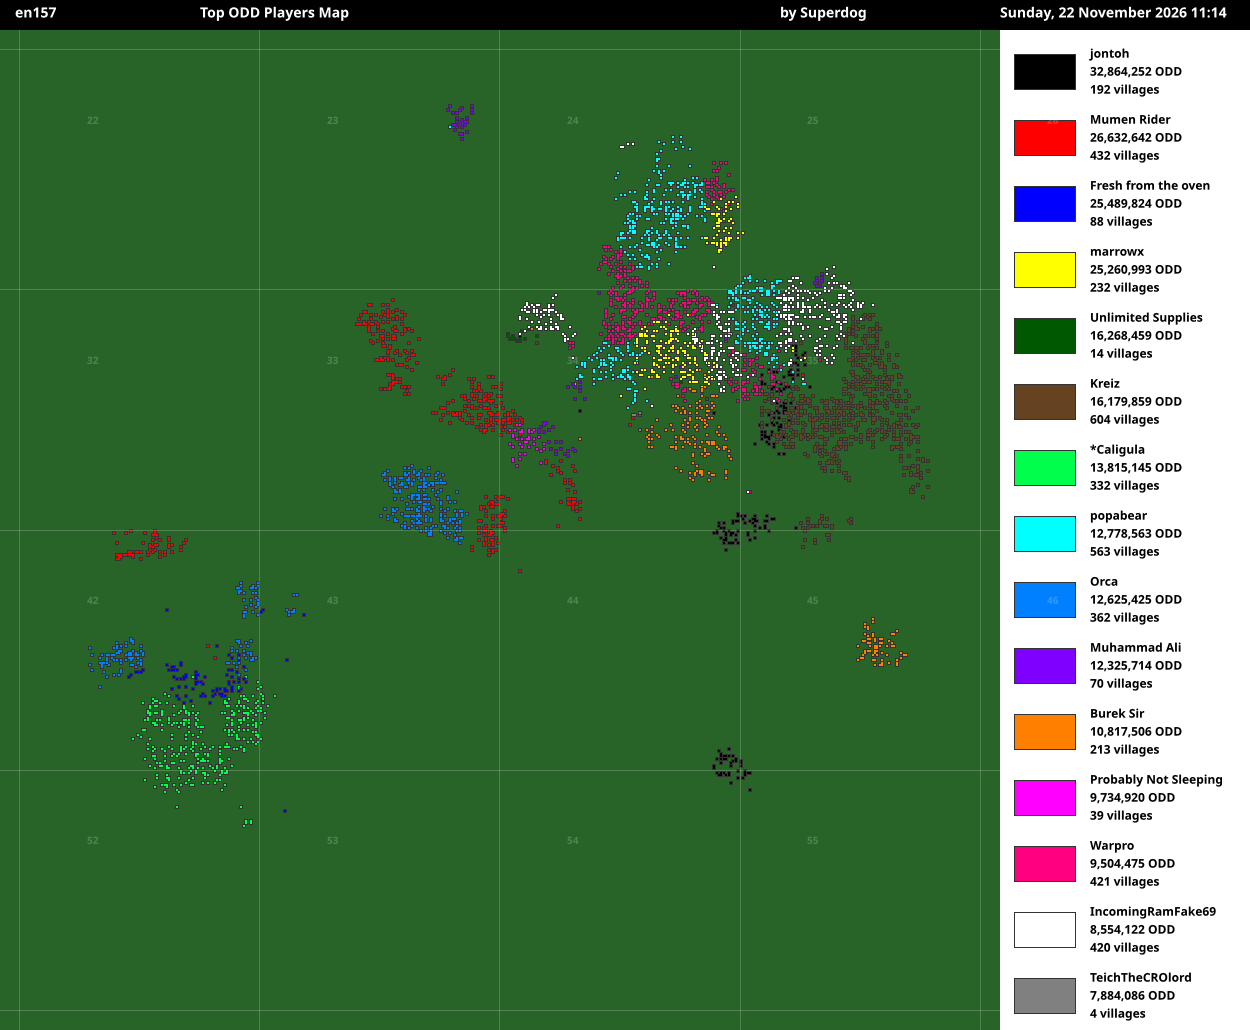 en157 Top ODD Players Map by Superdog Sunday, 22 November 2026 11:14
jontoh
32,864,252 ODD
192 villages
Mumen Rider
26,632,642 ODD
432 villages
Fresh from the oven
25,489,824 ODD
88 villages
marrowx
25,260,993 ODD
232 villages
Unlimited Supplies
16,268,459 ODD
14 villages
Kreiz
16,179,859 ODD
604 villages
*Caligula
13,815,145 ODD
332 villages
popabear
12,778,563 ODD
563 villages
Orca
12,625,425 ODD
362 villages
Muhammad Ali
12,325,714 ODD
70 villages
Burek Sir
10,817,506 ODD
213 villages
Probably Not Sleeping
9,734,920 ODD
39 villages
Warpro
9,504,475 ODD
421 villages
IncomingRamFake69
8,554,122 ODD
420 villages
TeichTheCROlord
7,884,086 ODD
4 villages
22 23 24 25
32 33
42 43 44 45 46
52 53 54 55